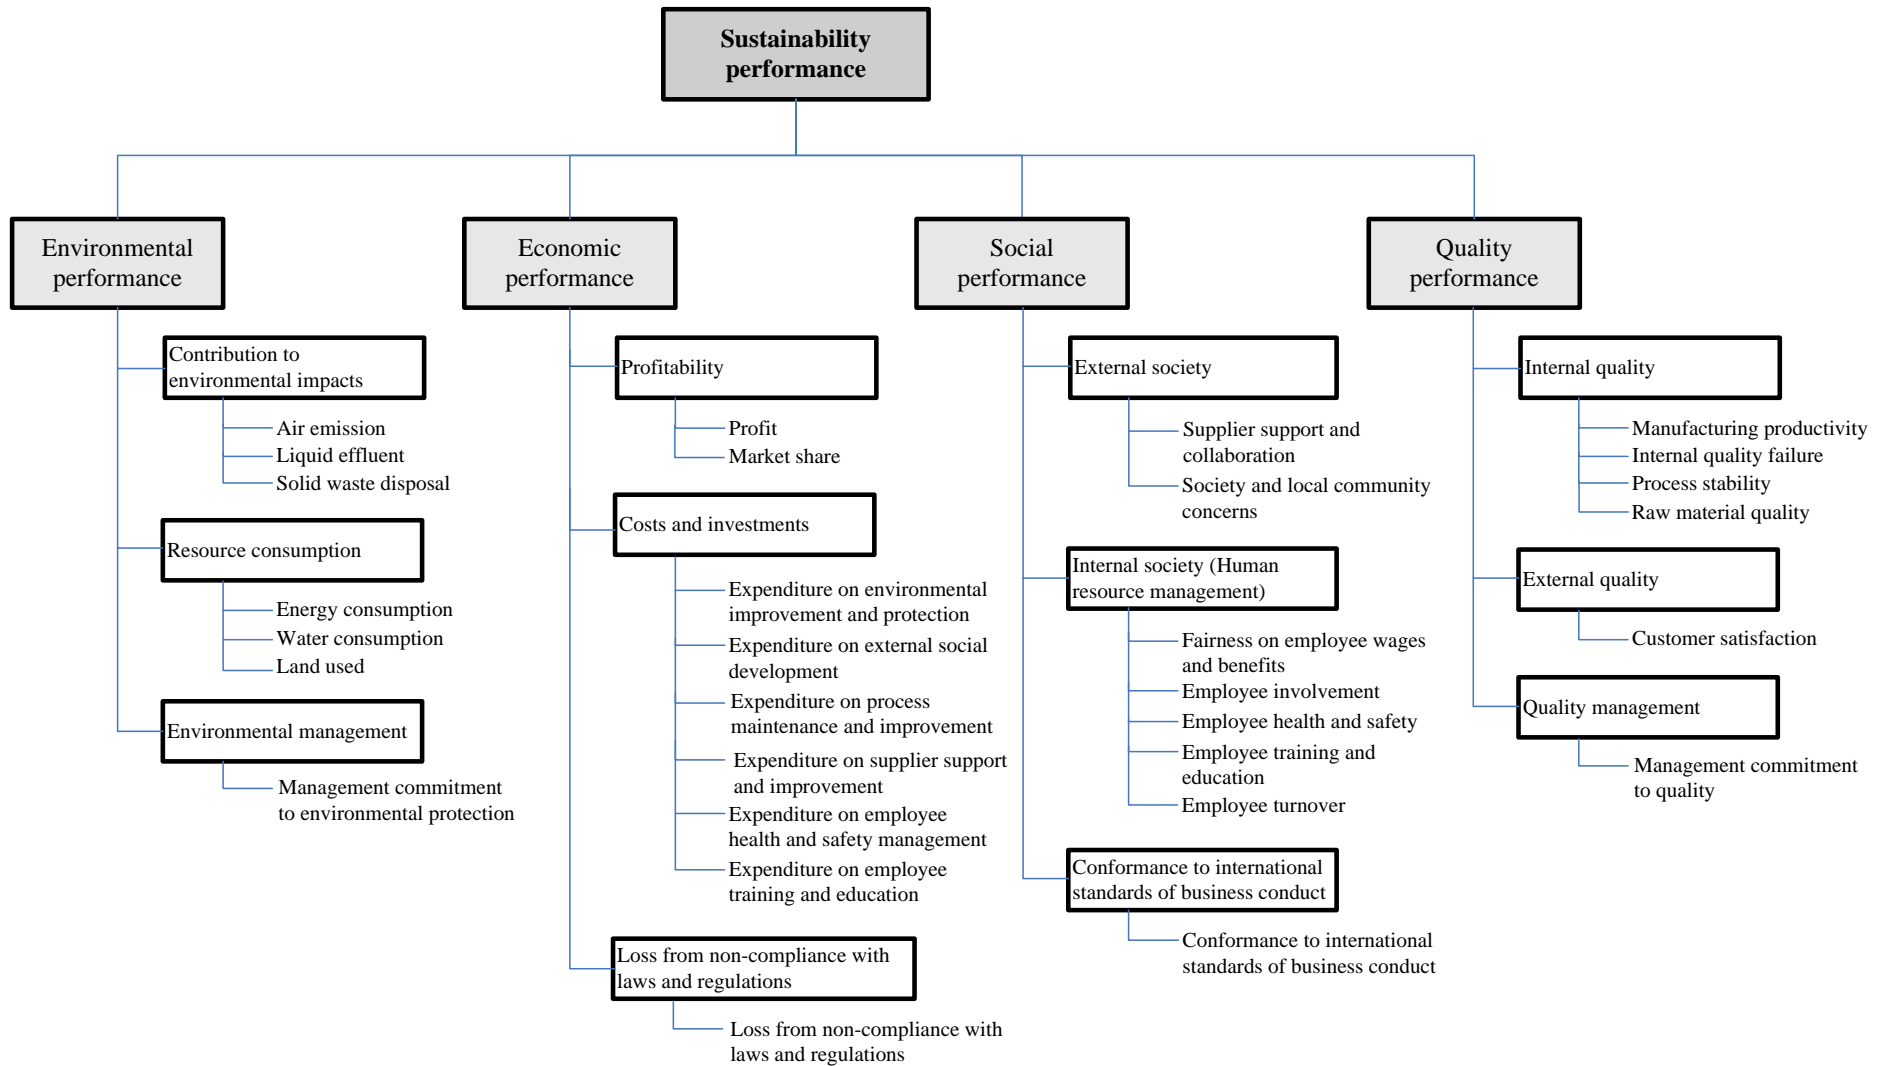 Sustainability
performance
Environmental
performance
Contribution to
environmental impacts
Air emission
Liquid effluent
Solid waste disposal
Resource consumption
Energy consumption
Water consumption
Land used
Environmental management
Management commitment
to environmental protection
Economic
performance
Profitability
Profit
Market share
Costs and investments
Expenditure on environmental
improvement and protection
Expenditure on external social
development
Expenditure on process
maintenance and improvement
Expenditure on supplier support
and improvement
Expenditure on employee
health and safety management
Expenditure on employee
training and education
Loss from non-compliance with
laws and regulations
Loss from non-compliance with
laws and regulations
Social
performance
External society
Supplier support and
collaboration
Society and local community
concerns
Internal society (Human
resource management)
Fairness on employee wages
and benefits
Employee involvement
Employee health and safety
Employee training and
education
Employee turnover
Conformance to international
standards of business conduct
Conformance to international
standards of business conduct
Quality
performance
Internal quality
Manufacturing productivity
Internal quality failure
Process stability
Raw material quality
External quality
Customer satisfaction
Quality management
Management commitment
to quality